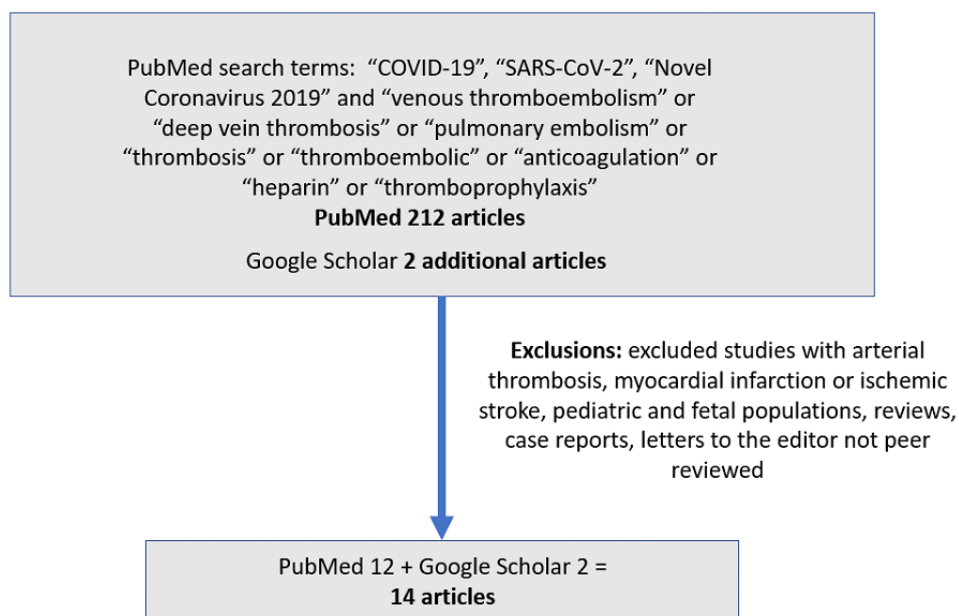 PubMed search terms:  “COVID-19”, “SARS-CoV-2”, “Novel
Coronavirus 2019” and “venous thromboembolism” or
“deep vein thrombosis” or “pulmonary embolism” or
“thrombosis” or “thromboembolic” or “anticoagulation” or
“heparin” or “thromboprophylaxis”
PubMed 212 articles
Google Scholar 2 additional articles
Exclusions: excluded studies with arterial
thrombosis, myocardial infarction or ischemic
stroke, pediatric and fetal populations, reviews,
case reports, letters to the editor not peer
reviewed
PubMed 12 + Google Scholar 2 =
14 articles